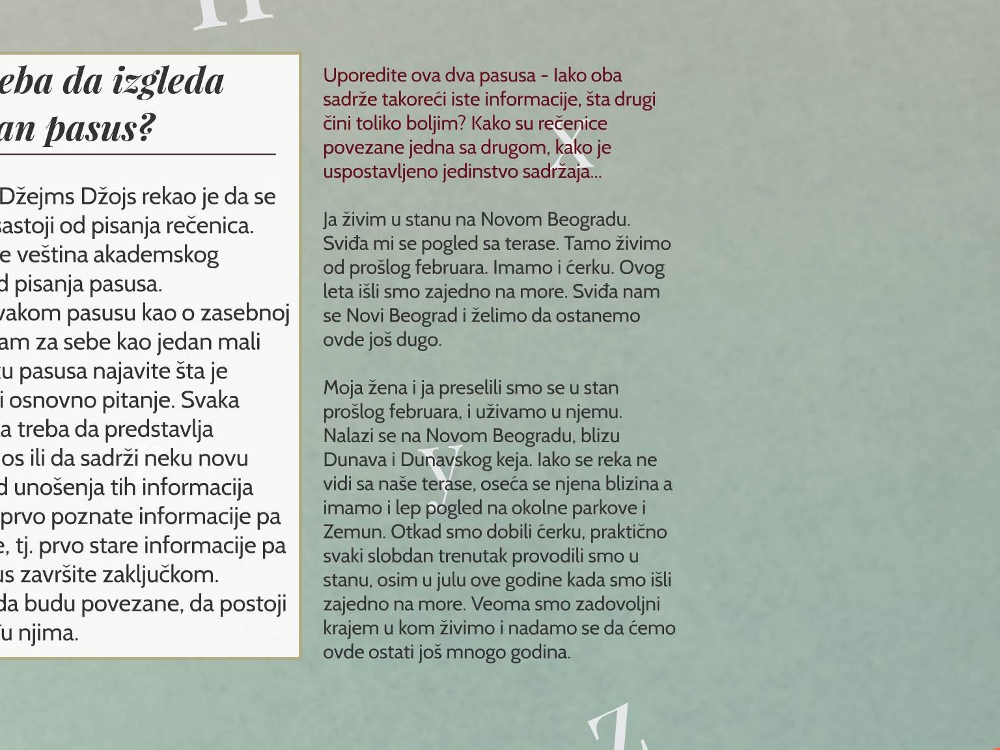 eba da izgleda
an pasus?
Džejms Džojs rekao je da se
sastoji od pisanja rečenica.
e veština akademskog
d pisanja pasusa.
vakom pasusu kao o zasebnoj
am za sebe kao jedan mali
u pasusa najavite šta je
i osnovno pitanje. Svaka
a treba da predstavlja
os ili da sadrži neku novu
d unošenja tih informacija
prvo poznate informacije pa
e, tj. prvo stare informacije pa
us završite zaključkom.
da budu povezane, da postoji
u njima.
Uporedite ova dva pasusa - Iako oba
sadrže takoreći iste informacije, šta drugi
čini toliko boljim? Kako su rečenice
povezane jedna sa drugom, kako je
uspostavljeno jedinstvo sadržaja...
Ja živim u stanu na Novom Beogradu.
Sviđa mi se pogled sa terase. Tamo živimo
od prošlog februara. Imamo i ćerku. Ovog
leta išli smo zajedno na more. Sviđa nam
se Novi Beograd i želimo da ostanemo
ovde još dugo.
Moja žena i ja preselili smo se u stan
prošlog februara, i uživamo u njemu.
Nalazi se na Novom Beogradu, blizu
Dunava i Dunavskog keja. Iako se reka ne
vidi sa naše terase, oseća se njena blizina a
imamo i lep pogled na okolne parkove i
Zemun. Otkad smo dobili ćerku, praktično
svaki slobdan trenutak provodili smo u
stanu, osim u julu ove godine kada smo išli
zajedno na more. Veoma smo zadovoljni
krajem u kom živimo i nadamo se da ćemo
ovde ostati još mnogo godina.
x
y
z